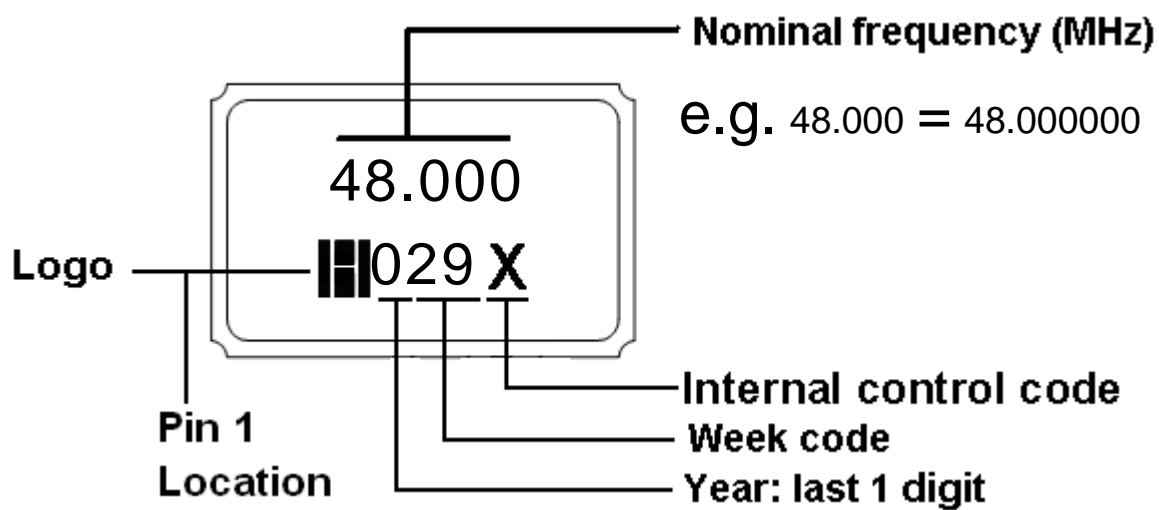 Nominal frequency (MHz)
e.g. 48.000 = 48.000000
48.000
Logo
029 X
Internal control code
Pin 1
Location
Week code
Year: last 1 digit